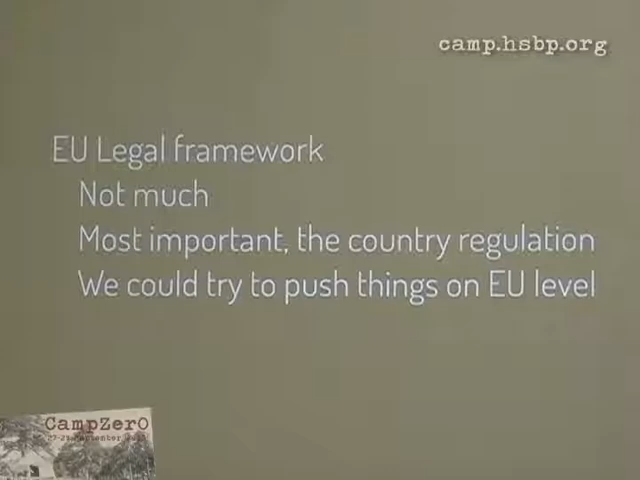 camp.hsbp.org
EU Legal framework
Not much
Most important, the country regulation
We could try to push things on EU level
CampZer0